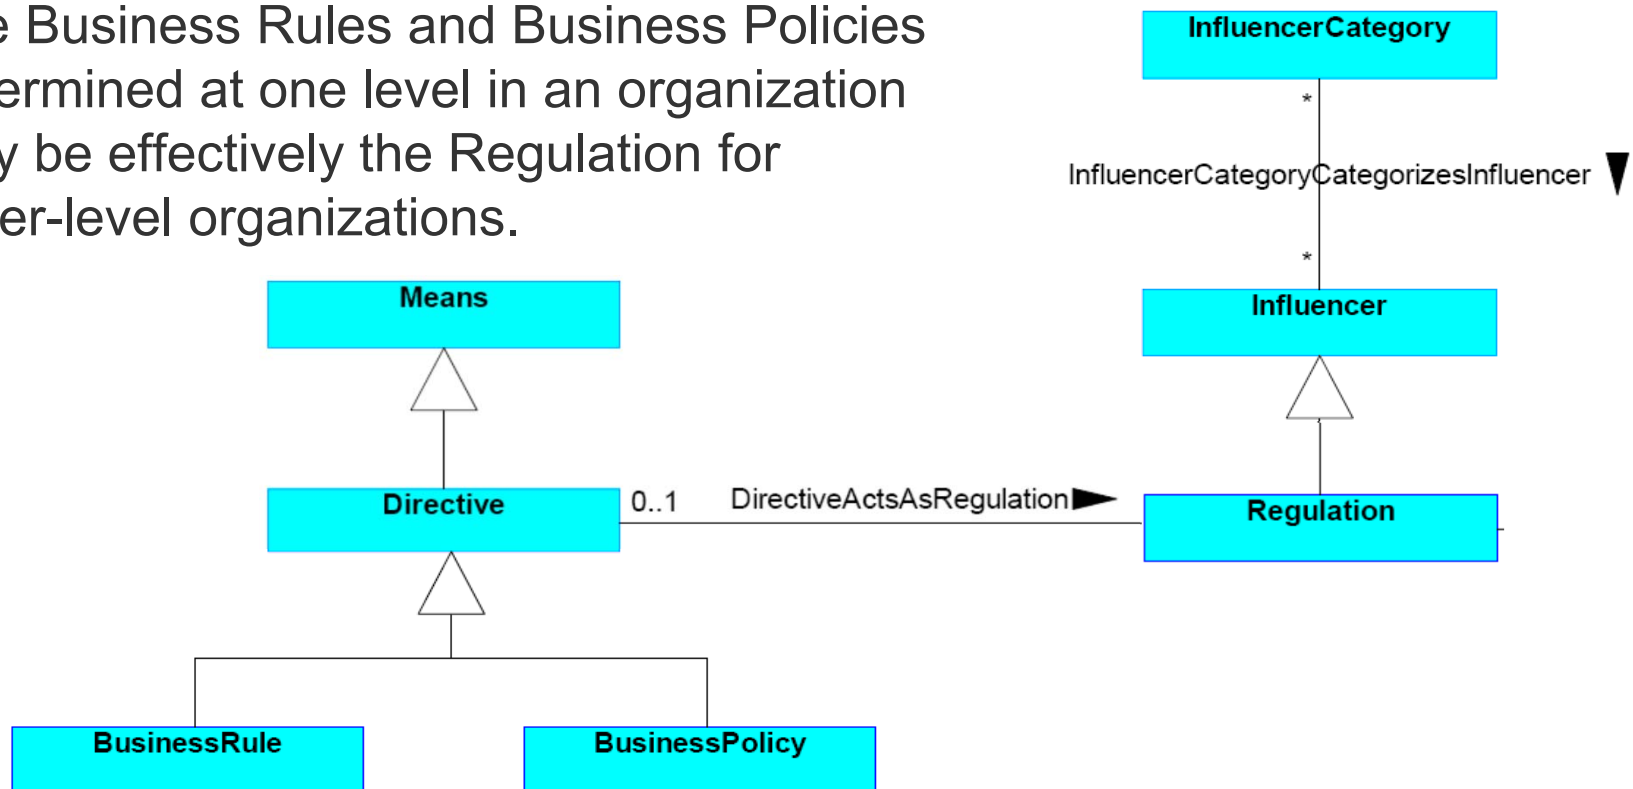 e Business Rules and Business Policies
ermined at one level in an organization
y be effectively the Regulation for
er-level organizations.
InfluencerCategory
*
InfluencerCategoryCategorizesInfluencer
*
Means
Influencer
Directive
0..1 DirectiveActsAsRegulation
Regulation
BusinessRule
BusinessPolicy